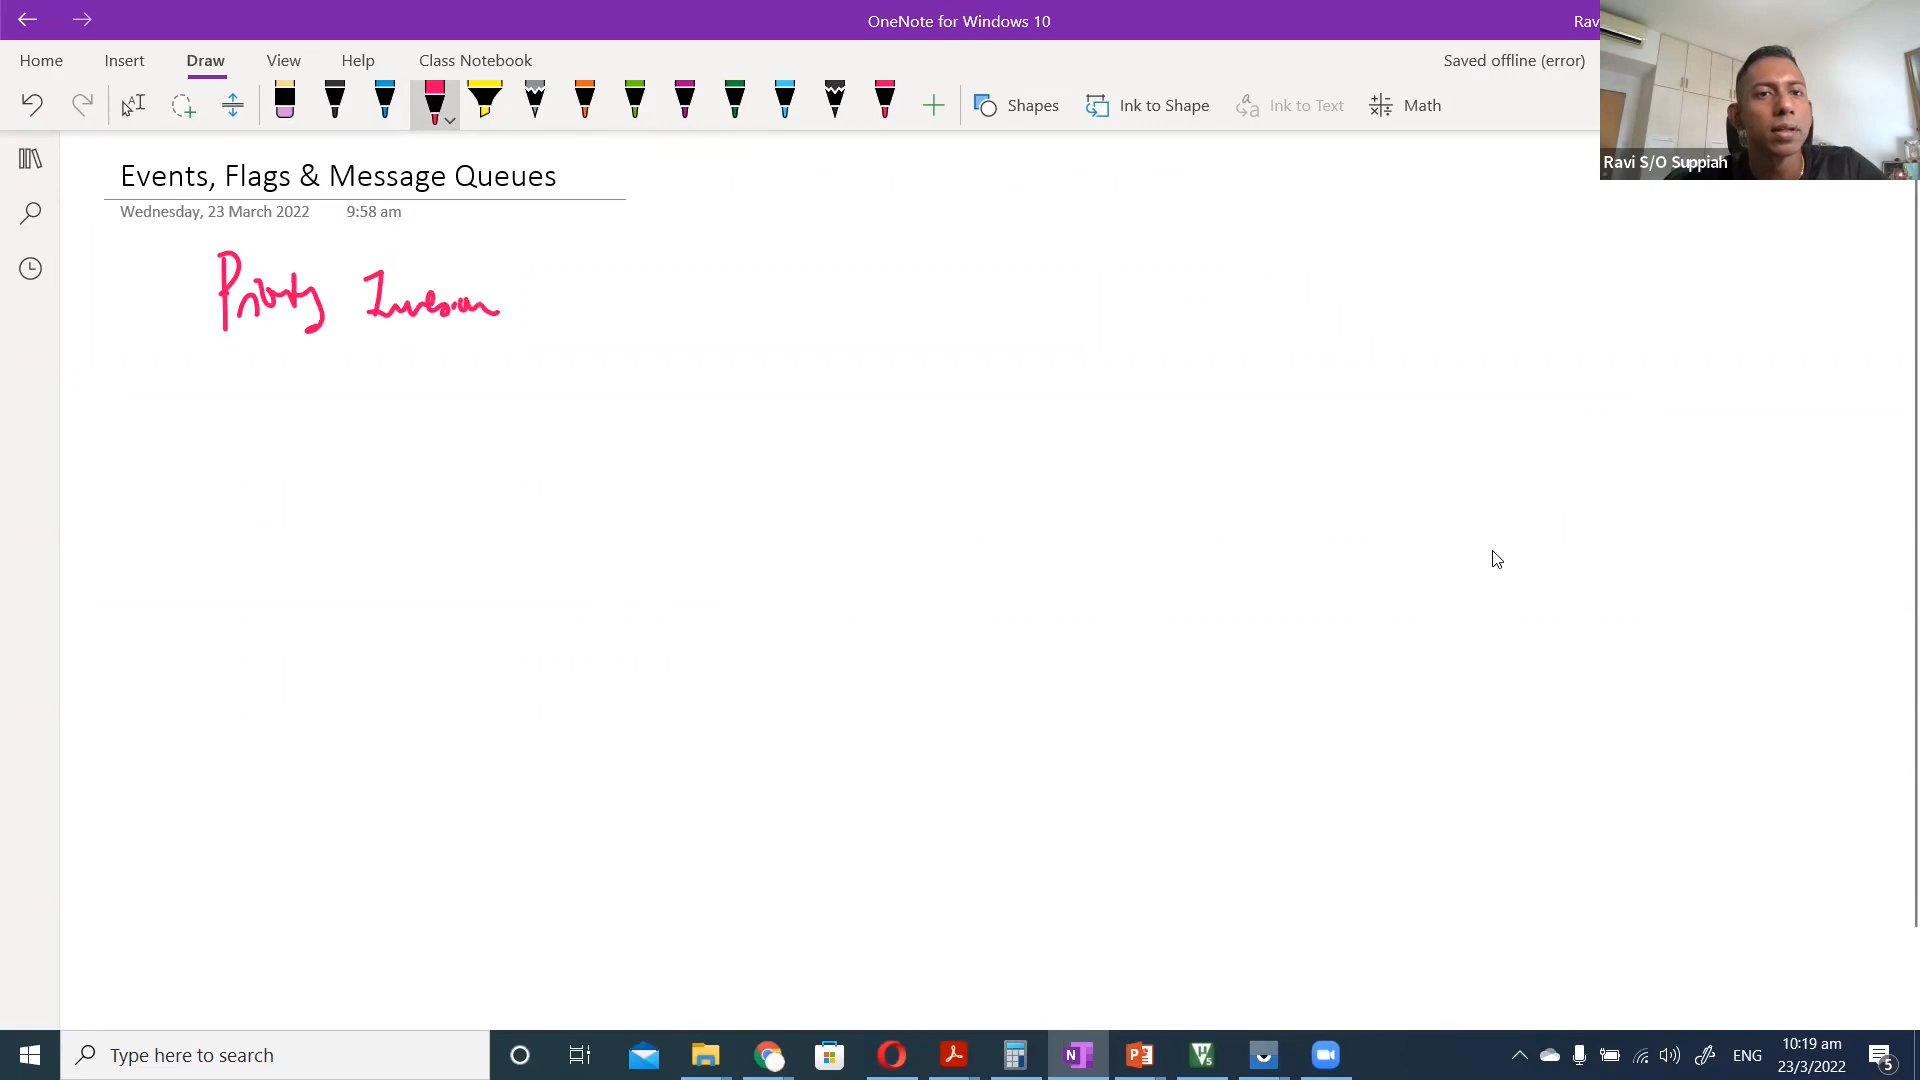 OneNote for Windows 10
Rav
Home Insert Draw View Help Class Notebook
Saved offline (error)
Shapes Ink to Shape Ink to Text Math
Ravi S/O Suppiah
Events, Flags & Message Queues
Wednesday, 23 March 2022 9:58 am
Priority Inversion
Type here to search
ENG
10:19 am
23/3/2022
5